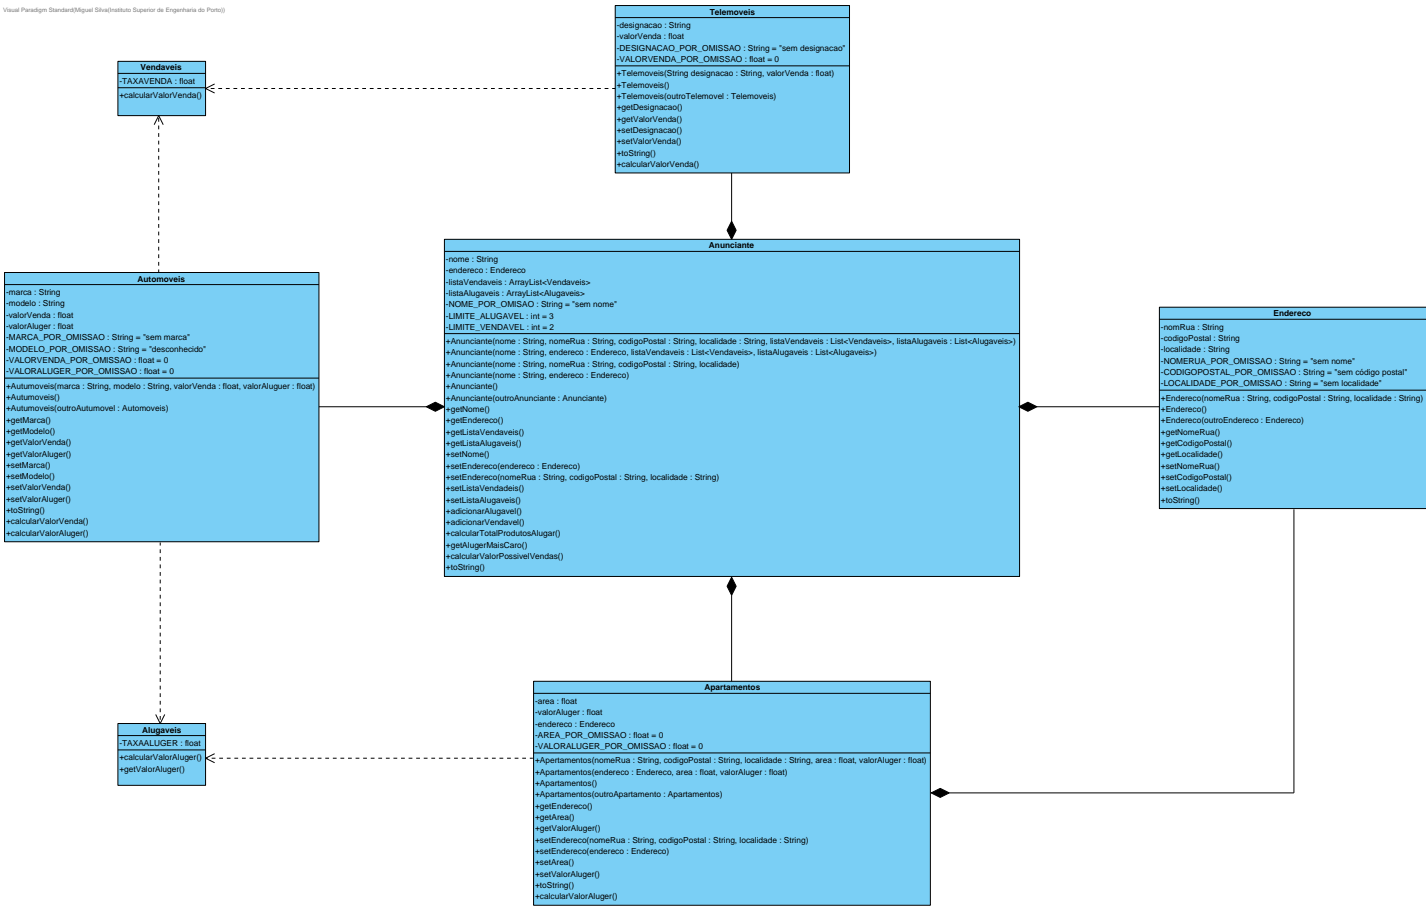 Visual Paradigm Standard(Miguel Silva(Instituto Superior de Engenharia do Porto))
Telemoveis
-designacao : String
-valorVenda : float
-DESIGNACAO_POR_OMISSAO : String = "sem designacao"
-VALORVENDA_POR_OMISSAO : float = 0
+Telemoveis(String designacao : String, valorVenda : float)
+Telemoveis()
+Telemoveis(outroTelemovel : Telemoveis)
+getDesignacao()
+getValorVenda()
+setDesignacao()
+setValorVenda()
+toString()
+calcularValorVenda()
Vendaveis
-TAXAVENDA : float
+calcularValorVenda()
Anunciante
-nome : String
-endereco : Endereco
-listaVendaveis : ArrayList<Vendaveis>
-listaAlugaveis : ArrayList<Alugaveis>
-NOME_POR_OMISAO : String = "sem nome"
-LIMITE_ALUGAVEL : int = 3
-LIMITE_VENDAVEL : int = 2
+Anunciante(nome : String, nomeRua : String, codigoPostal : String, localidade : String, listaVendaveis : List<Vendaveis>, listaAlugaveis : List<Alugaveis>)
+Anunciante(nome : String, endereco : Endereco, listaVendaveis : List<Vendaveis>, listaAlugaveis : List<Alugaveis>)
+Anunciante(nome : String, nomeRua : String, codigoPostal : String, localidade)
+Anunciante(nome : String, endereco : Endereco)
+Anunciante()
+Anunciante(outroAnunciante : Anunciante)
+getNome()
+getEndereco()
+getListaVendaveis()
+getListaAlugaveis()
+setNome()
+setEndereco(endereco : Endereco)
+setEndereco(nomeRua : String, codigoPostal : String, localidade : String)
+setListaVendadeis()
+setListaAlugaveis()
+adicionarAlugavel()
+adicionarVendavel()
+calcularTotalProdutosAlugar()
+getAlugerMaisCaro()
+calcularValorPossivelVendas()
+toString()
Automoveis
-marca : String
-modelo : String
-valorVenda : float
-valorAluger : float
-MARCA_POR_OMISSAO : String = "sem marca"
-MODELO_POR_OMISSAO : String = "desconhecido"
-VALORVENDA_POR_OMISSAO : float = 0
-VALORALUGER_POR_OMISSAO : float = 0
+Autumoveis(marca : String, modelo : String, valorVenda : float, valorAluguer : float)
+Automoveis()
+Automoveis(outroAutumovel : Automoveis)
+getMarca()
+getModelo()
+getValorVenda()
+getValorAluger()
+setMarca()
+setModelo()
+setValorVenda()
+setValorAluger()
+toString()
+calcularValorVenda()
+calcularValorAluger()
Endereco
-nomRua : String
-codigoPostal : String
-localidade : String
-NOMERUA_POR_OMISSAO : String = "sem nome"
-CODIGOPOSTAL_POR_OMISSAO : String = "sem código postal"
-LOCALIDADE_POR_OMISSAO : String = "sem localidade"
+Endereco(nomeRua : String, codigoPostal : String, localidade : String)
+Endereco()
+Endereco(outroEndereco : Endereco)
+getNomeRua()
+getCodigoPostal()
+getLocalidade()
+setNomeRua()
+setCodigoPostal()
+setLocalidade()
+toString()
Alugaveis
-TAXAALUGER : float
+calcularValorAluger()
+getValorAluger()
Apartamentos
-area : float
-valorAluger : float
-endereco : Endereco
-AREA_POR_OMISSAO : float = 0
-VALORALUGER_POR_OMISSAO : float = 0
+Apertamentos(nomeRua : String, codigoPostal : String, localidade : String, area : float, valorAluger : float)
+Apartamentos(endereco : Endereco, area : float, valorAluger : float)
+Apartamentos()
+Apartamentos(outroApartamento : Apartamentos)
+getEndereco()
+getArea()
+getValorAluger()
+setEndereco(nomeRua : String, codigoPostal : String, localidade : String)
+setEndereco(endereco : Endereco)
+setArea()
+setValorAluger()
+toString()
+calcularValorAluger()